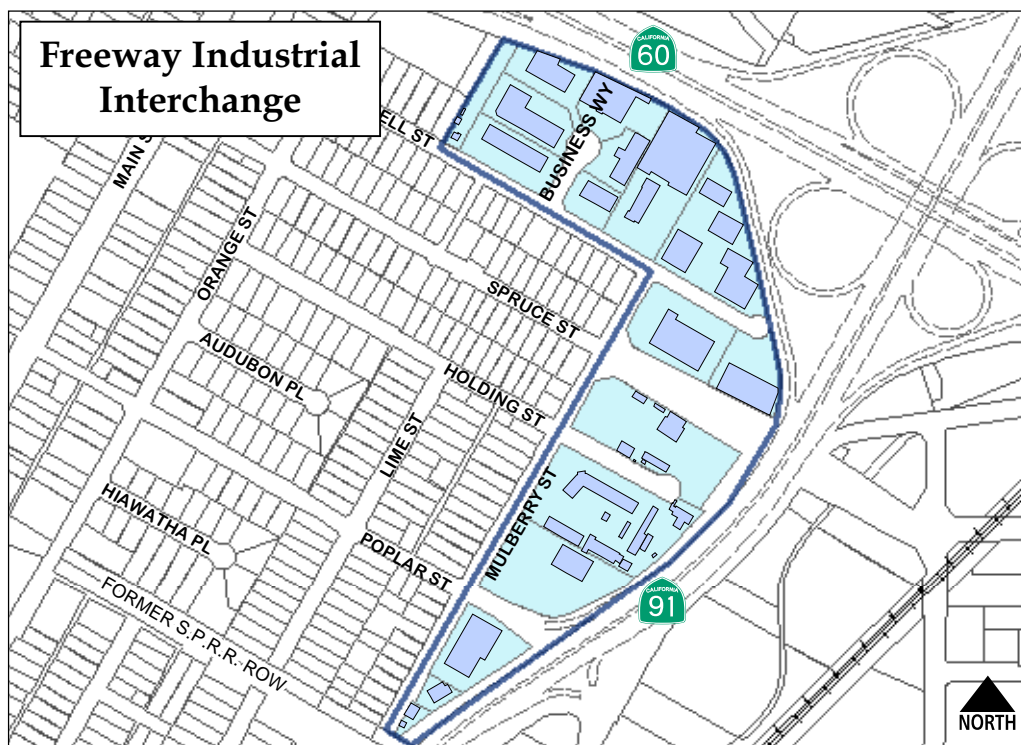 Freeway Industrial
Interchange
CALIFORNIA
60
BUSINESS WY
ELL ST
MAIN S
ORANGE ST
SPRUCE ST
AUDUBON PL
HOLDING ST
LIME ST
MULBERRY ST
HIAWATHA PL
POPLAR ST
FORMER S.P.R.R. ROW
CALIFORNIA
91
NORTH